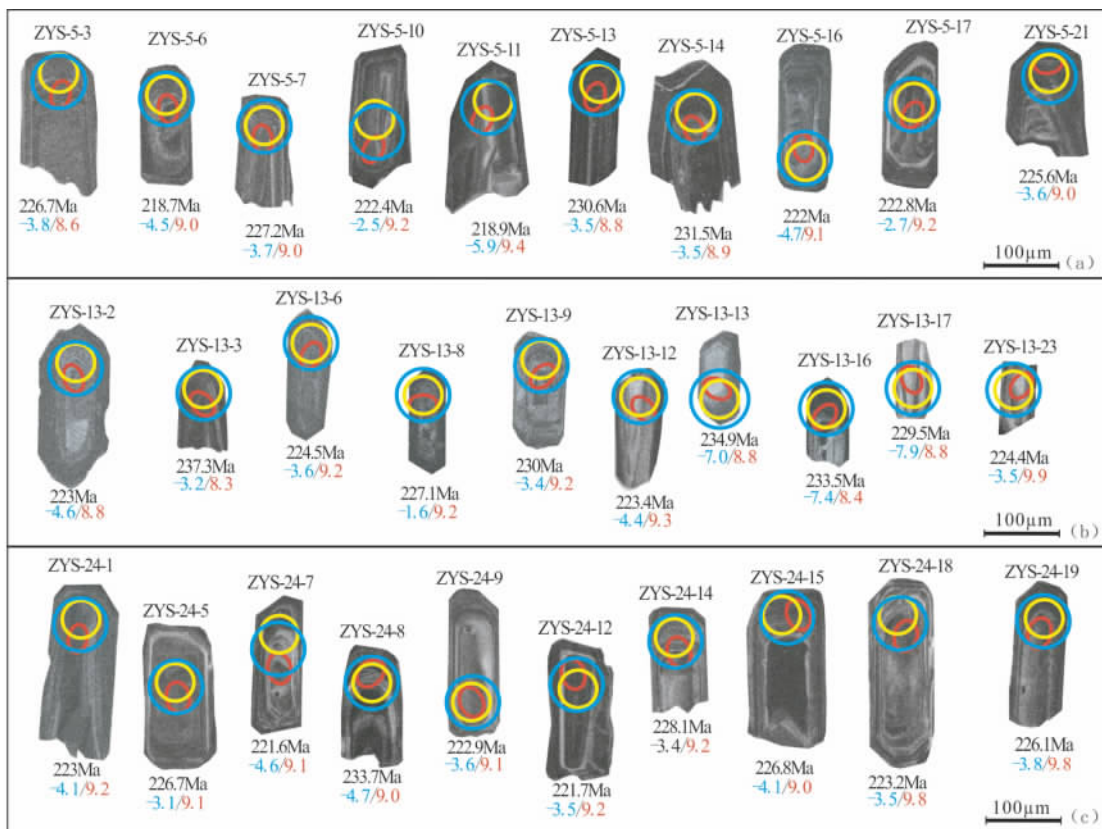 ZYS-5-3
226.7Ma
-3.8/8.6
ZYS-5-6
218.7Ma
-4.5/9.0
ZYS-5-7
227.2Ma
-3.7/9.0
ZYS-5-10
222.4Ma
-2.5/9.2
ZYS-5-11
218.9Ma
-5.9/9.4
ZYS-5-13
230.6Ma
-3.5/8.8
ZYS-5-14
231.5Ma
-3.5/8.9
ZYS-5-16
222Ma
-4.7/9.1
ZYS-5-17
222.8Ma
-2.7/9.2
ZYS-5-21
225.6Ma
-3.6/9.0
100μm
(a)
ZYS-13-2
223Ma
-4.6/8.8
ZYS-13-3
237.3Ma
-3.2/8.3
ZYS-13-6
224.5Ma
-3.6/9.2
ZYS-13-8
227.1Ma
-1.6/9.2
ZYS-13-9
230Ma
-3.4/9.2
ZYS-13-12
223.4Ma
-4.4/9.3
ZYS-13-13
234.9Ma
-7.0/8.8
ZYS-13-16
233.5Ma
-7.4/8.4
ZYS-13-17
229.5Ma
-7.9/8.8
ZYS-13-23
224.4Ma
-3.5/9.9
100μm
(b)
ZYS-24-1
223Ma
-4.1/9.2
ZYS-24-5
226.7Ma
-3.1/9.1
ZYS-24-7
221.6Ma
-4.6/9.1
ZYS-24-8
233.7Ma
-4.7/9.0
ZYS-24-9
222.9Ma
-3.6/9.1
ZYS-24-12
221.7Ma
-3.5/9.2
ZYS-24-14
228.1Ma
-3.4/9.2
ZYS-24-15
226.8Ma
-4.1/9.0
ZYS-24-18
223.2Ma
-3.5/9.8
ZYS-24-19
226.1Ma
-3.8/9.8
100μm
(c)